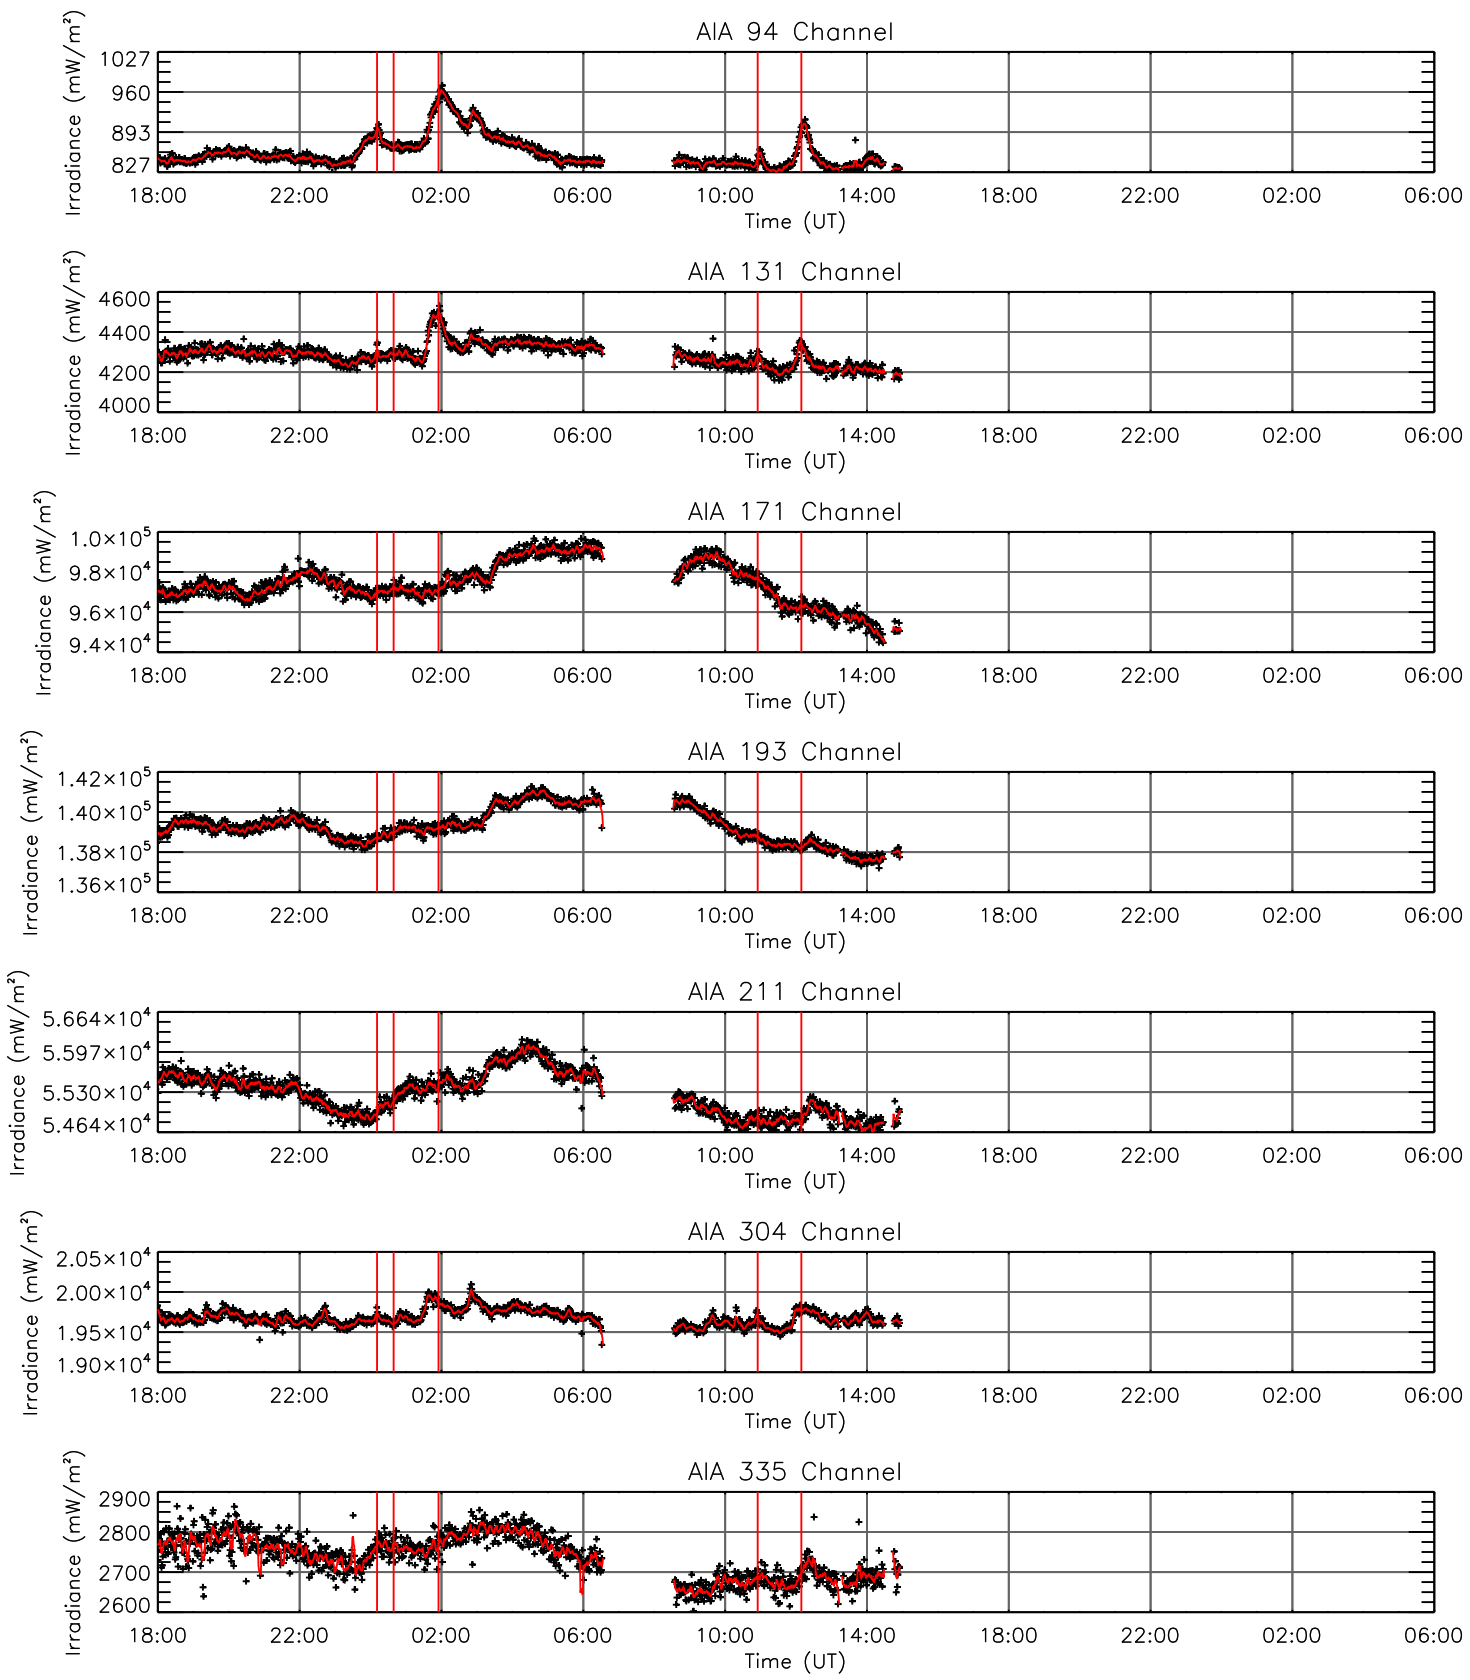 AIA 94 Channel
Irradiance (mW/m²)
1027
960
893
827
18:00 22:00 02:00 06:00 10:00 14:00 18:00 22:00 02:00 06:00
Time (UT)
AIA 131 Channel
Irradiance (mW/m²)
4600
4400
4200
4000
18:00 22:00 02:00 06:00 10:00 14:00 18:00 22:00 02:00 06:00
Time (UT)
AIA 171 Channel
Irradiance (mW/m²)
1.0×10⁵
9.8×10⁴
9.6×10⁴
9.4×10⁴
18:00 22:00 02:00 06:00 10:00 14:00 18:00 22:00 02:00 06:00
Time (UT)
AIA 193 Channel
Irradiance (mW/m²)
1.42×10⁵
1.40×10⁵
1.38×10⁵
1.36×10⁵
18:00 22:00 02:00 06:00 10:00 14:00 18:00 22:00 02:00 06:00
Time (UT)
AIA 211 Channel
Irradiance (mW/m²)
5.664×10⁴
5.597×10⁴
5.530×10⁴
5.464×10⁴
18:00 22:00 02:00 06:00 10:00 14:00 18:00 22:00 02:00 06:00
Time (UT)
AIA 304 Channel
Irradiance (mW/m²)
2.05×10⁴
2.00×10⁴
1.95×10⁴
1.90×10⁴
18:00 22:00 02:00 06:00 10:00 14:00 18:00 22:00 02:00 06:00
Time (UT)
AIA 335 Channel
Irradiance (mW/m²)
2900
2800
2700
2600
18:00 22:00 02:00 06:00 10:00 14:00 18:00 22:00 02:00 06:00
Time (UT)